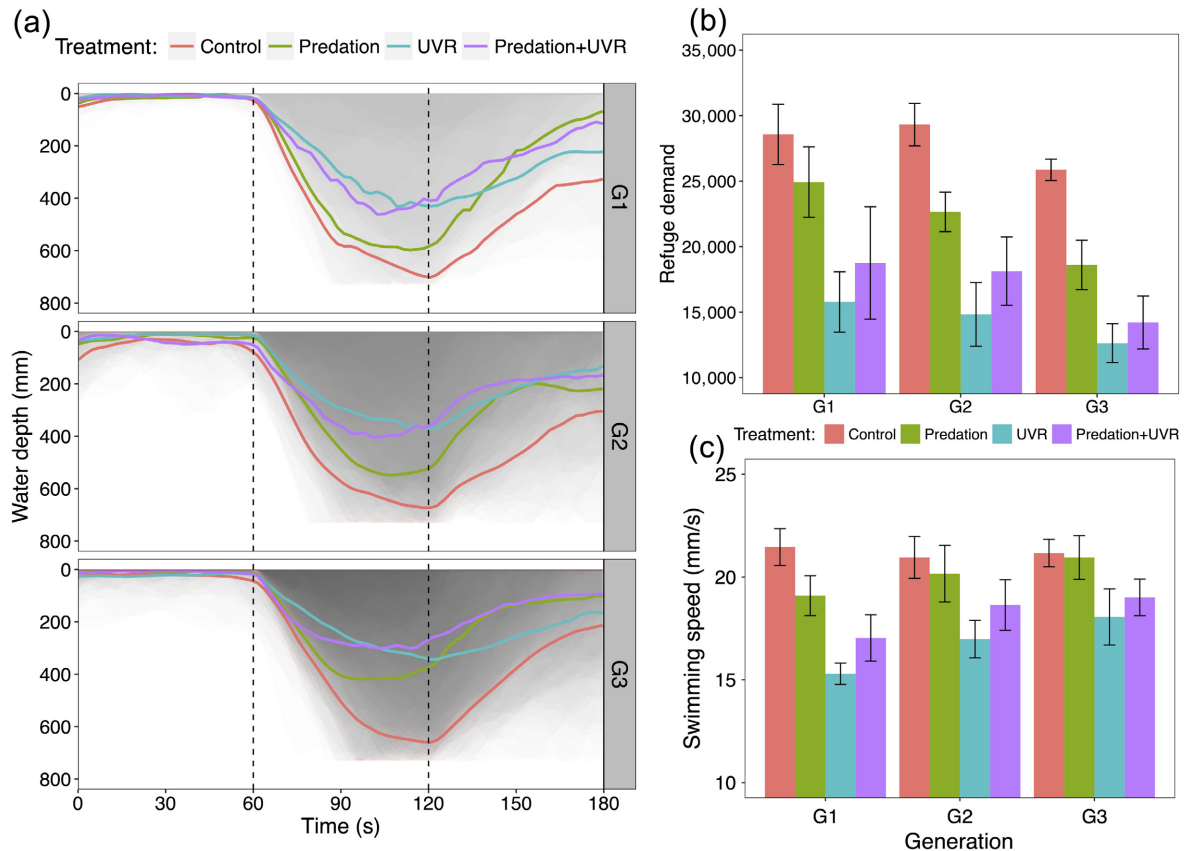 (a)
Treatment: Control Predation UVR Predation+UVR
0
200
400
600
800
G1
0
200
400
600
800
G2
0
200
400
600
800
G3
Water depth (mm)
0 30 60 90 120 150 180
Time (s)
(b)
35,000
30,000
25,000
20,000
15,000
10,000
Refuge demand
G1 G2 G3
Treatment: Control Predation UVR Predation+UVR
(c)
25
20
15
10
Swimming speed (mm/s)
G1 G2 G3
Generation